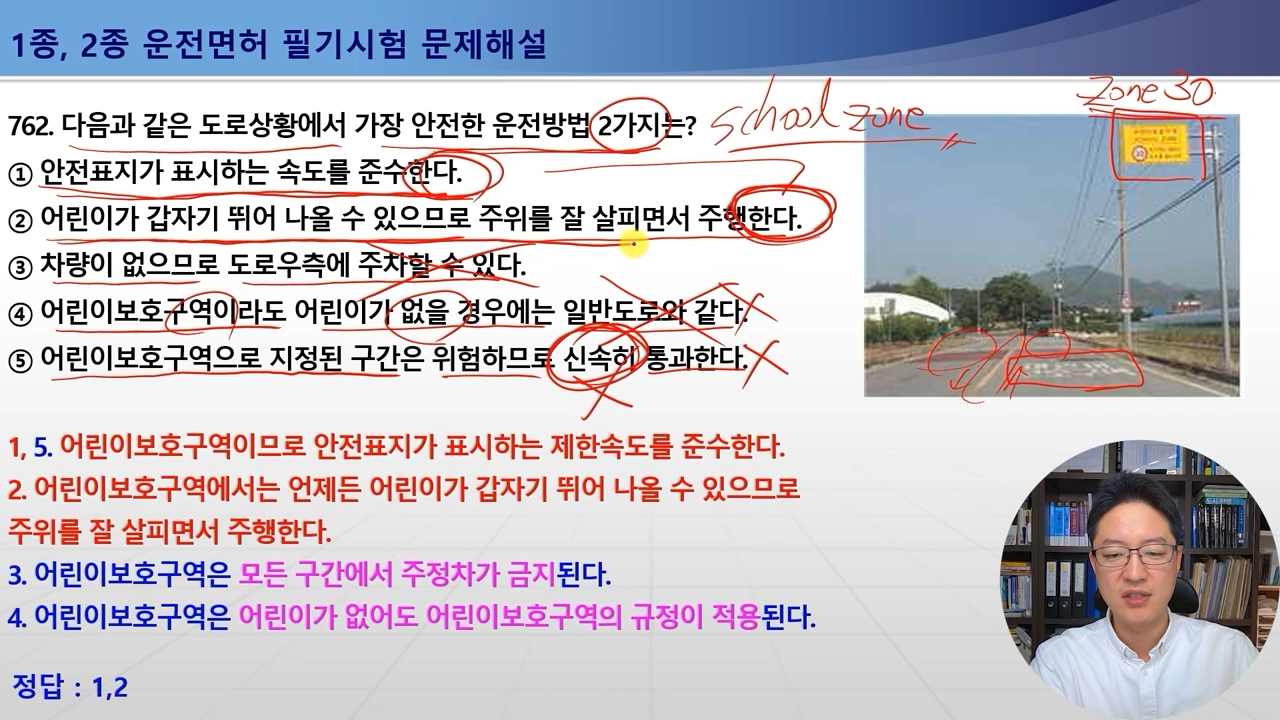 1종, 2종 운전면허 필기시험 문제해설
Zone 30
school zone
762. 다음과 같은 도로상황에서 가장 안전한 운전방법 2가지는?
① 안전표지가 표시하는 속도를 준수한다.
② 어린이가 갑자기 뛰어 나올 수 있으므로 주위를 잘 살피면서 주행한다.
③ 차량이 없으므로 도로우측에 주차할 수 있다.
④ 어린이보호구역이라도 어린이가 없을 경우에는 일반도로와 같다.
⑤ 어린이보호구역으로 지정된 구간은 위험하므로 신속히 통과한다.
30
1, 5. 어린이보호구역이므로 안전표지가 표시하는 제한속도를 준수한다.
2. 어린이보호구역에서는 언제든 어린이가 갑자기 뛰어 나올 수 있으므로
주위를 잘 살피면서 주행한다.
3. 어린이보호구역은 모든 구간에서 주정차가 금지된다.
4. 어린이보호구역은 어린이가 없어도 어린이보호구역의 규정이 적용된다.
정답 : 1,2